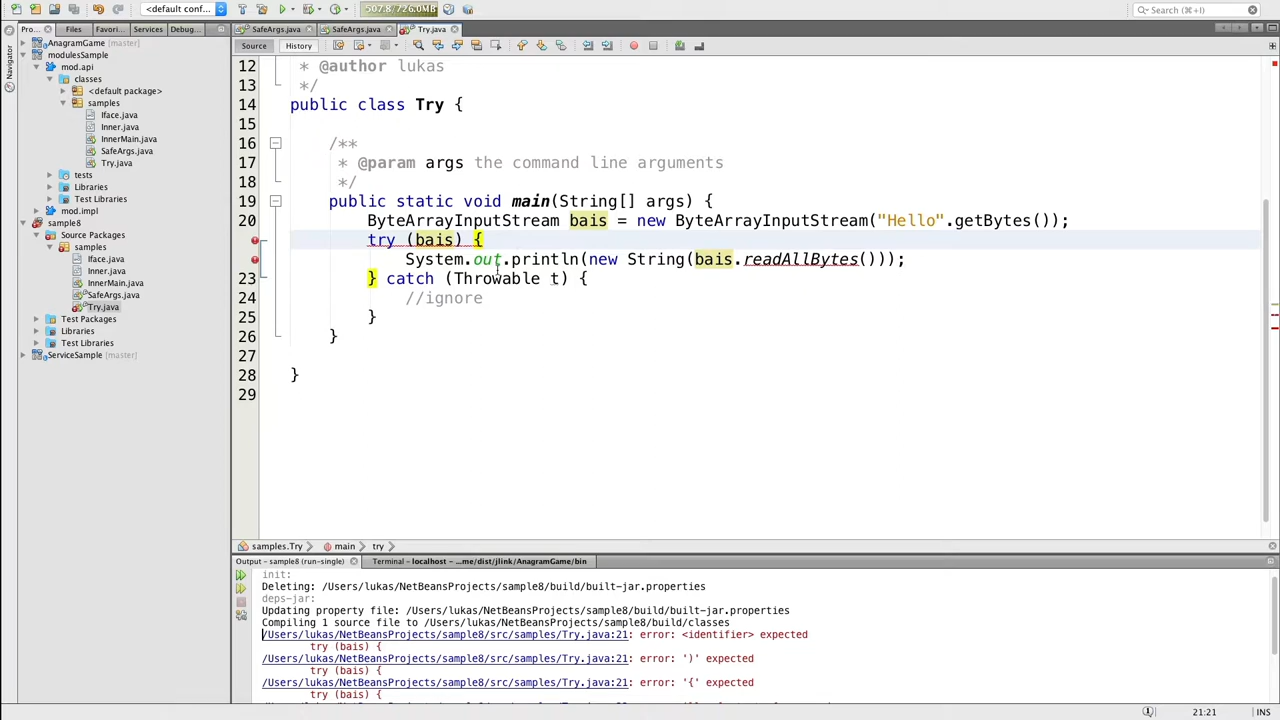 <default conf...
507.8 / 726.0MB
Search (⌘+I)
Pro...
Files
Favori...
Services
Debug...
SafeArgs.java
SafeArgs.java
Try.java
Navigator
Source
History
AnagramGame [master]
modulesSample
mod.api
classes
<default package>
samples
Iface.java
Inner.java
InnerMain.java
SafeArgs.java
Try.java
tests
Libraries
Test Libraries
mod.impl
sample8
Source Packages
samples
Iface.java
Inner.java
InnerMain.java
SafeArgs.java
Try.java
Test Packages
Libraries
Test Libraries
ServiceSample [master]
12 * @author lukas
13 */
14 public class Try {
15
16 /**
17 * @param args the command line arguments
18 */
19 public static void main(String[] args) {
20 ByteArrayInputStream bais = new ByteArrayInputStream("Hello".getBytes());
try (bais) {
System.out.println(new String(bais.readAllBytes()));
23 } catch (Throwable t) {
24 //ignore
25 }
26 }
27
28 }
29
samples.Try
main
try
Output - sample8 (run-single)
Terminal - localhost - ...me/dist/jlink/AnagramGame/bin
init:
Deleting: /Users/lukas/NetBeansProjects/sample8/build/built-jar.properties
deps-jar:
Updating property file: /Users/lukas/NetBeansProjects/sample8/build/built-jar.properties
Compiling 1 source file to /Users/lukas/NetBeansProjects/sample8/build/classes
/Users/lukas/NetBeansProjects/sample8/src/samples/Try.java:21: error: <identifier> expected
try (bais) {
/Users/lukas/NetBeansProjects/sample8/src/samples/Try.java:21: error: ')' expected
try (bais) {
/Users/lukas/NetBeansProjects/sample8/src/samples/Try.java:21: error: '{' expected
try (bais) {
21:21
INS